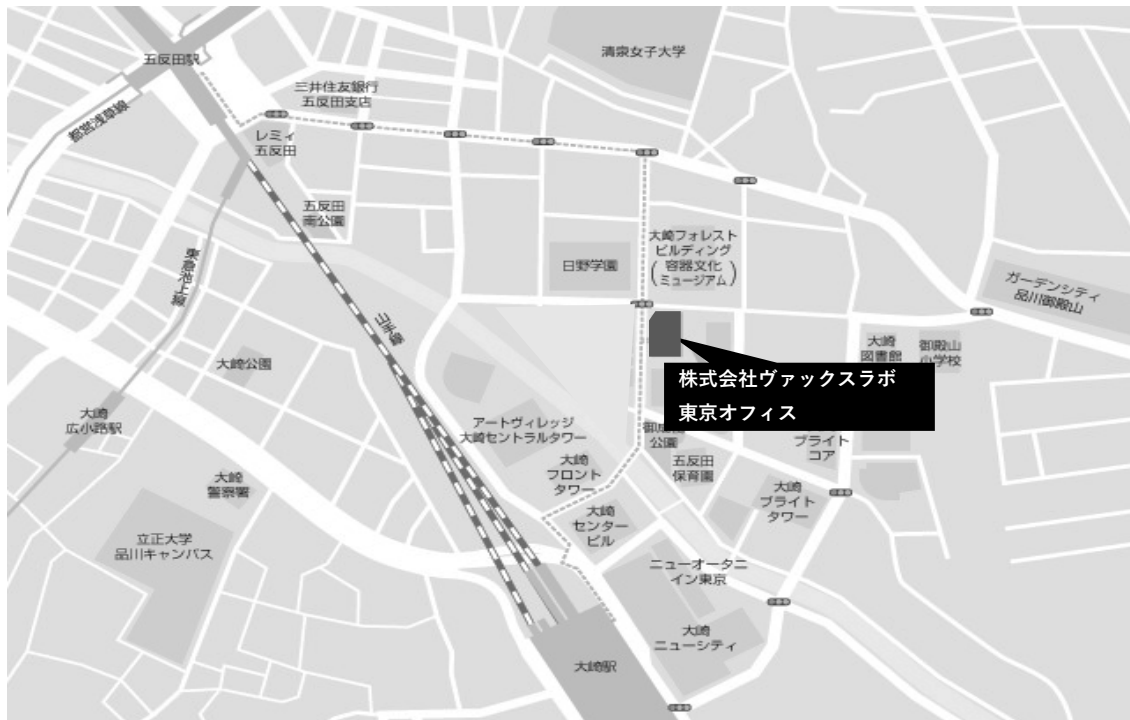 清泉女子大学
五反田駅
三井住友銀行
五反田支店
都営浅草線
レミィ
五反田
五反田
南公園
大崎フォレスト
ビルディング
(容器文化
ミュージアム)
日野学園
東急池上線
ガーデンシティ
品川御殿山
山手線
大崎
図書館
御殿山
小学校
大崎公園
株式会社ヴァックスラボ
東京オフィス
大崎
広小路駅
アートヴィレッジ
大崎セントラルタワー
公園
ブライト
コア
五反田
保育園
大崎
フロント
タワー
大崎
警察署
大崎
ブライト
タワー
大崎
センター
ビル
立正大学
品川キャンパス
ニューオータニ
イン東京
大崎
ニューシティ
大崎駅